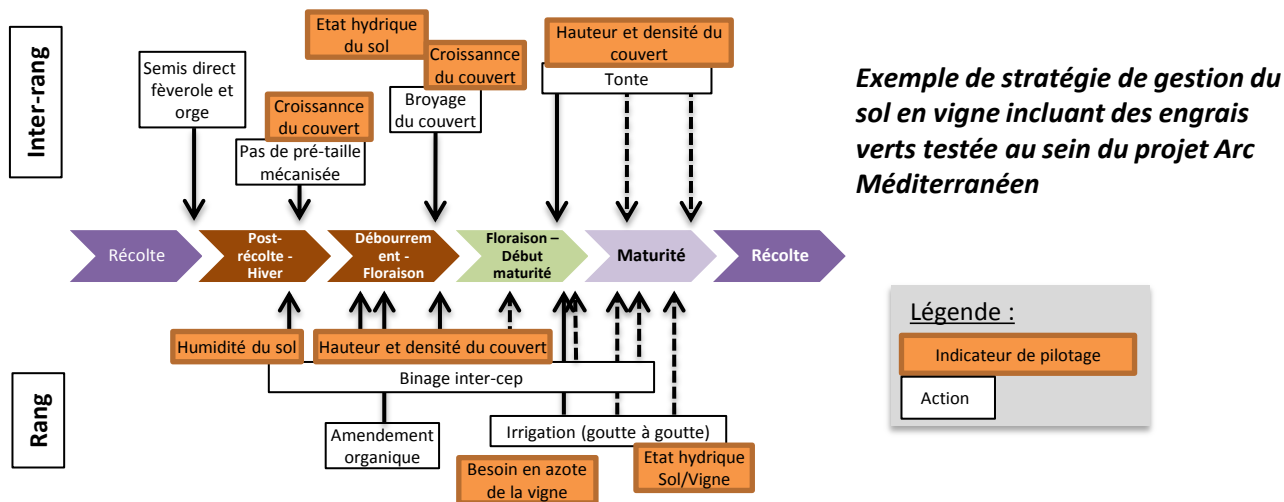 Inter-rang
Semis direct
fèverole et
orge
Croissannce
du couvert
Pas de pré-taille
mécanisée
Etat hydrique
du sol
Croissannce
du couvert
Broyage
du couvert
Hauteur et densité du
couvert
Tonte
Exemple de stratégie de gestion du
sol en vigne incluant des engrais
verts testée au sein du projet Arc
Méditerranéen
Récolte
Post-
récolte -
Hiver
Débourrem
ent -
Floraison
Floraison –
Début
maturité
Maturité
Récolte
Rang
Humidité du sol
Hauteur et densité du couvert
Binage inter-cep
Amendement
organique
Irrigation (goutte à goutte)
Besoin en azote
de la vigne
Etat hydrique
Sol/Vigne
Légende :
Indicateur de pilotage
Action